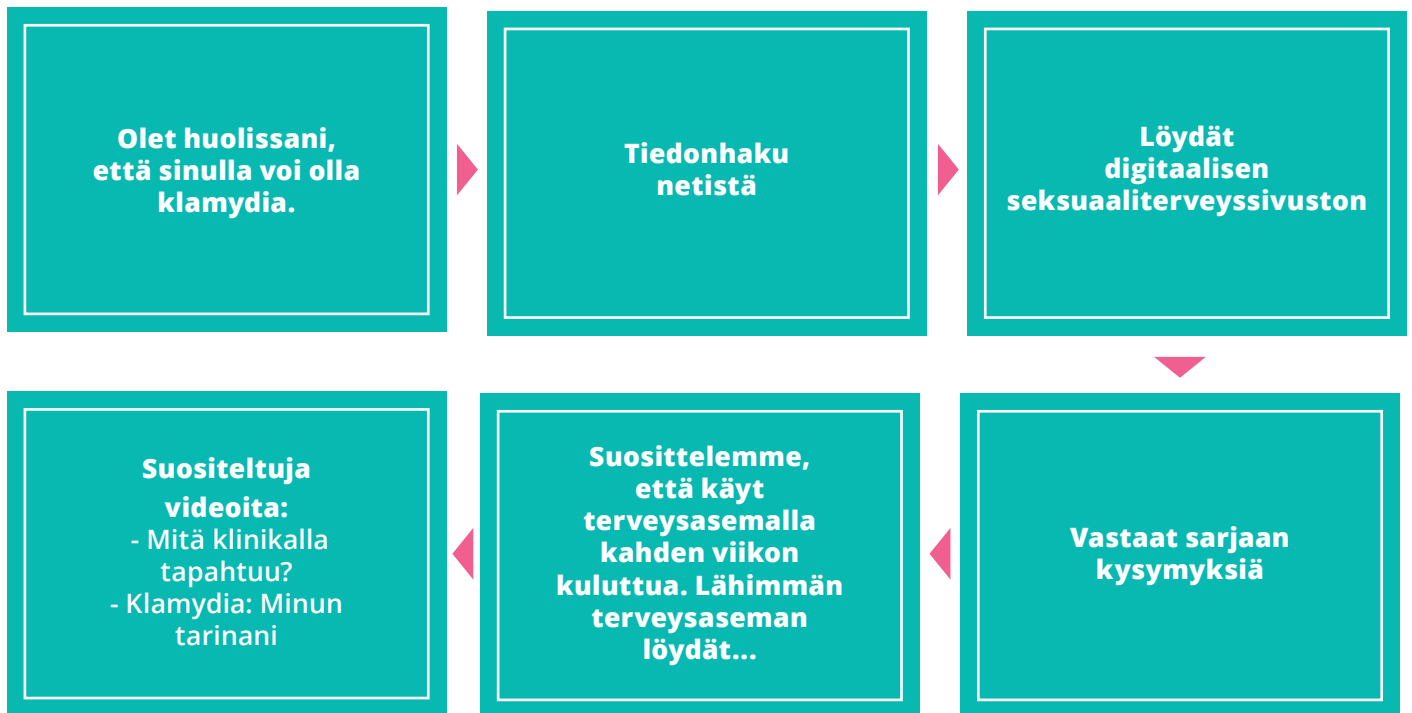 Olet huolissani,
että sinulla voi olla
klamydia.
Tiedonhaku
netistä
Löydät
digitaalisen
seksuaaliterveyssivuston
Vastaat sarjaan
kysymyksiä
Suosittelemme,
että käyt
terveysasemalla
kahden viikon
kuluttua. Lähimmän
terveysaseman
löydät...
Suositeltuja
videoita:
- Mitä klinikalla
tapahtuu?
- Klamydia: Minun
tarinani